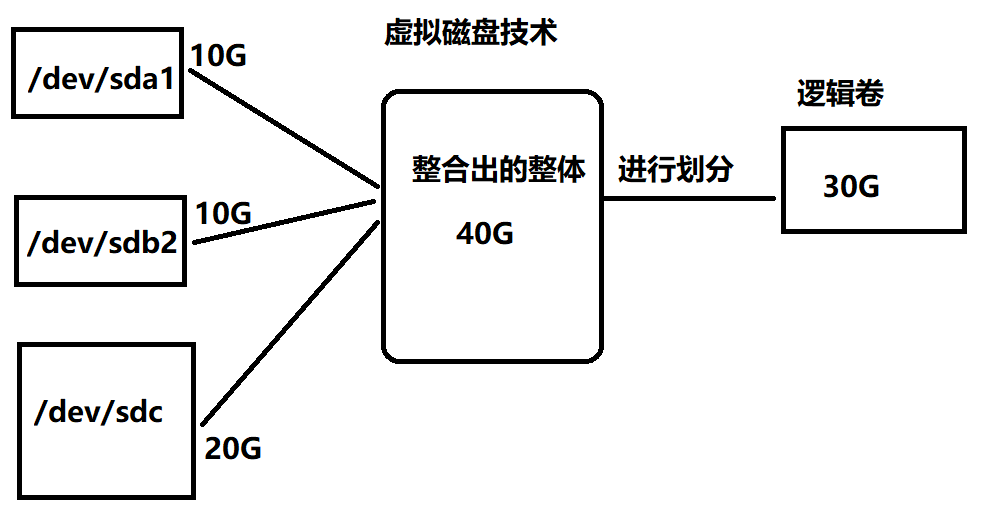 虚拟磁盘技术
10G
/dev/sda1
逻辑卷
整合出的整体
进行划分
30G
10G
/dev/sdb2
40G
/dev/sdc
20G